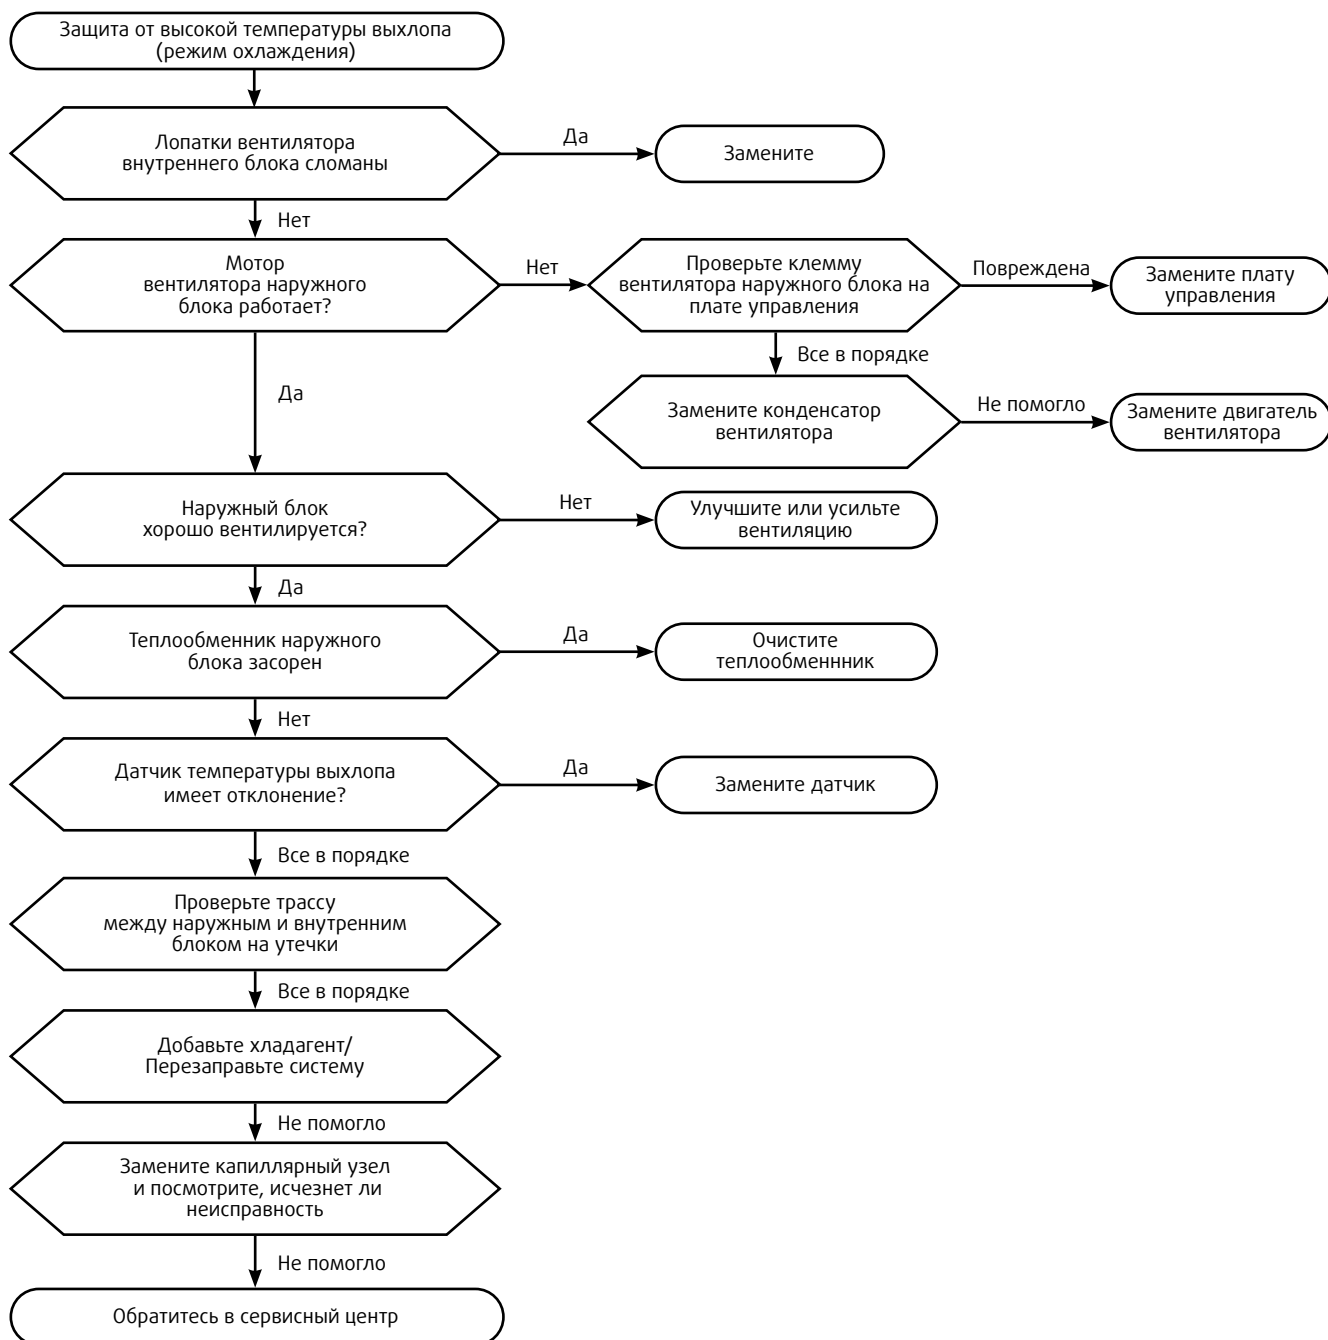 Защита от высокой температуры выхлопа
(режим охлаждения)
Лопатки вентилятора
внутреннего блока сломаны
Да
Замените
Нет
Мотор
вентилятора наружного
блока работает?
Нет
Проверьте клемму
вентилятора наружного блока на
плате управления
Повреждена
Замените плату
управления
Все в порядке
Да
Замените конденсатор
вентилятора
Не помогло
Замените двигатель
вентилятора
Наружный блок
хорошо вентилируется?
Нет
Улучшите или усильте
вентиляцию
Да
Теплообменник наружного
блока засорен
Да
Очистите
теплообменнник
Нет
Датчик температуры выхлопа
имеет отклонение?
Да
Замените датчик
Все в порядке
Проверьте трассу
между наружным и внутренним
блоком на утечки
Все в порядке
Добавьте хладагент/
Перезаправьте систему
Не помогло
Замените капиллярный узел
и посмотрите, исчезнет ли
неисправность
Не помогло
Обратитесь в сервисный центр